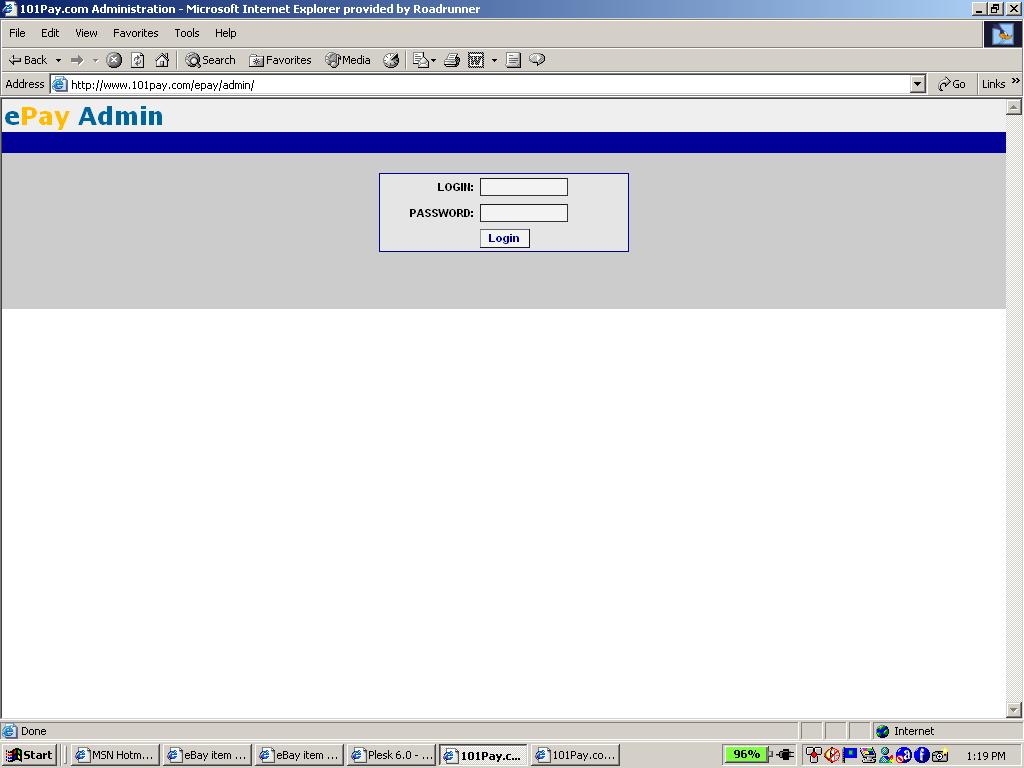 101Pay.com Administration - Microsoft Internet Explorer provided by Roadrunner
File Edit View Favorites Tools Help
Back Search Favorites Media
Address http://www.101pay.com/epay/admin/ Go Links »
ePay Admin
LOGIN:
PASSWORD:
Login
Done Internet
Start MSN Hotm... eBay item ... eBay item ... Plesk 6.0 - ... 101Pay.c... 101Pay.co... 96% 1:19 PM